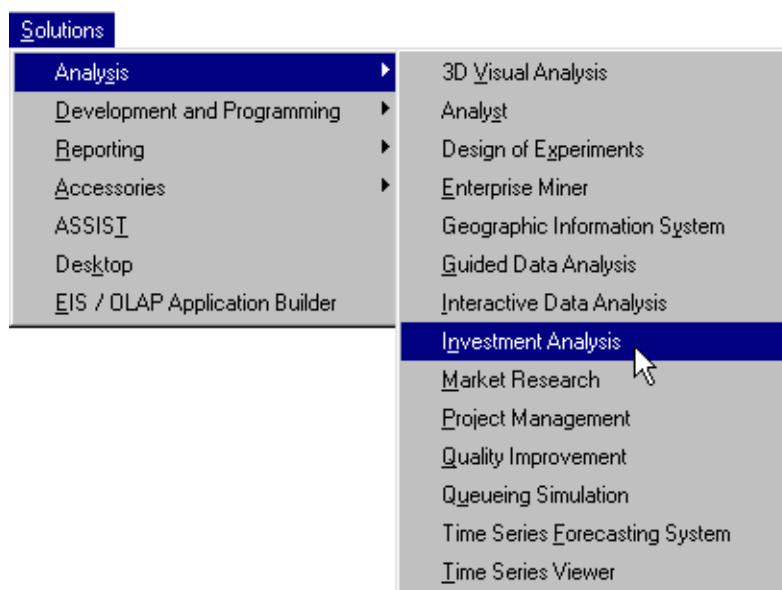 Solutions
Analysis
Development and Programming
Reporting
Accessories
ASSIST
Desktop
EIS / OLAP Application Builder
3D Visual Analysis
Analyst
Design of Experiments
Enterprise Miner
Geographic Information System
Guided Data Analysis
Interactive Data Analysis
Investment Analysis
Market Research
Project Management
Quality Improvement
Queueing Simulation
Time Series Forecasting System
Time Series Viewer